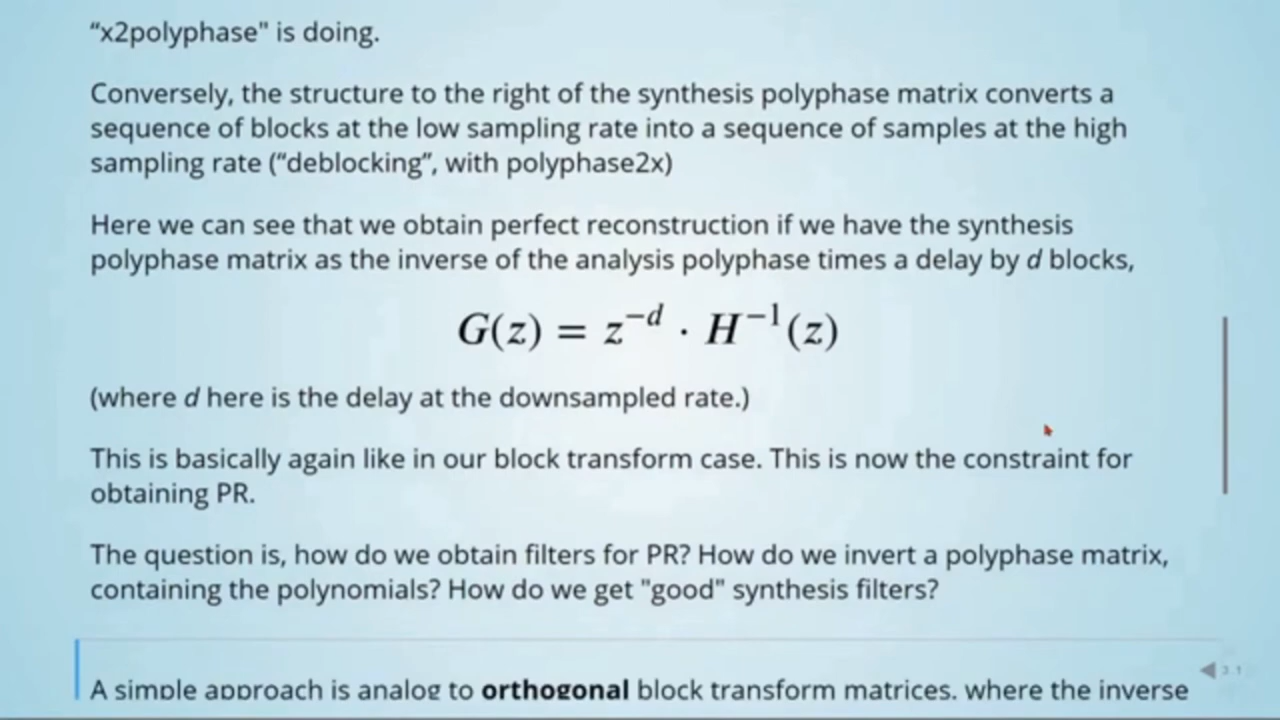 “x2polyphase" is doing.
Conversely, the structure to the right of the synthesis polyphase matrix converts a
sequence of blocks at the low sampling rate into a sequence of samples at the high
sampling rate (“deblocking”, with polyphase2x)
Here we can see that we obtain perfect reconstruction if we have the synthesis
polyphase matrix as the inverse of the analysis polyphase times a delay by d blocks,
G(z) = z^{-d} · H^{-1}(z)
(where d here is the delay at the downsampled rate.)
This is basically again like in our block transform case. This is now the constraint for
obtaining PR.
The question is, how do we obtain filters for PR? How do we invert a polyphase matrix,
containing the polynomials? How do we get "good" synthesis filters?
A simple approach is analog to orthogonal block transform matrices, where the inverse
3.1